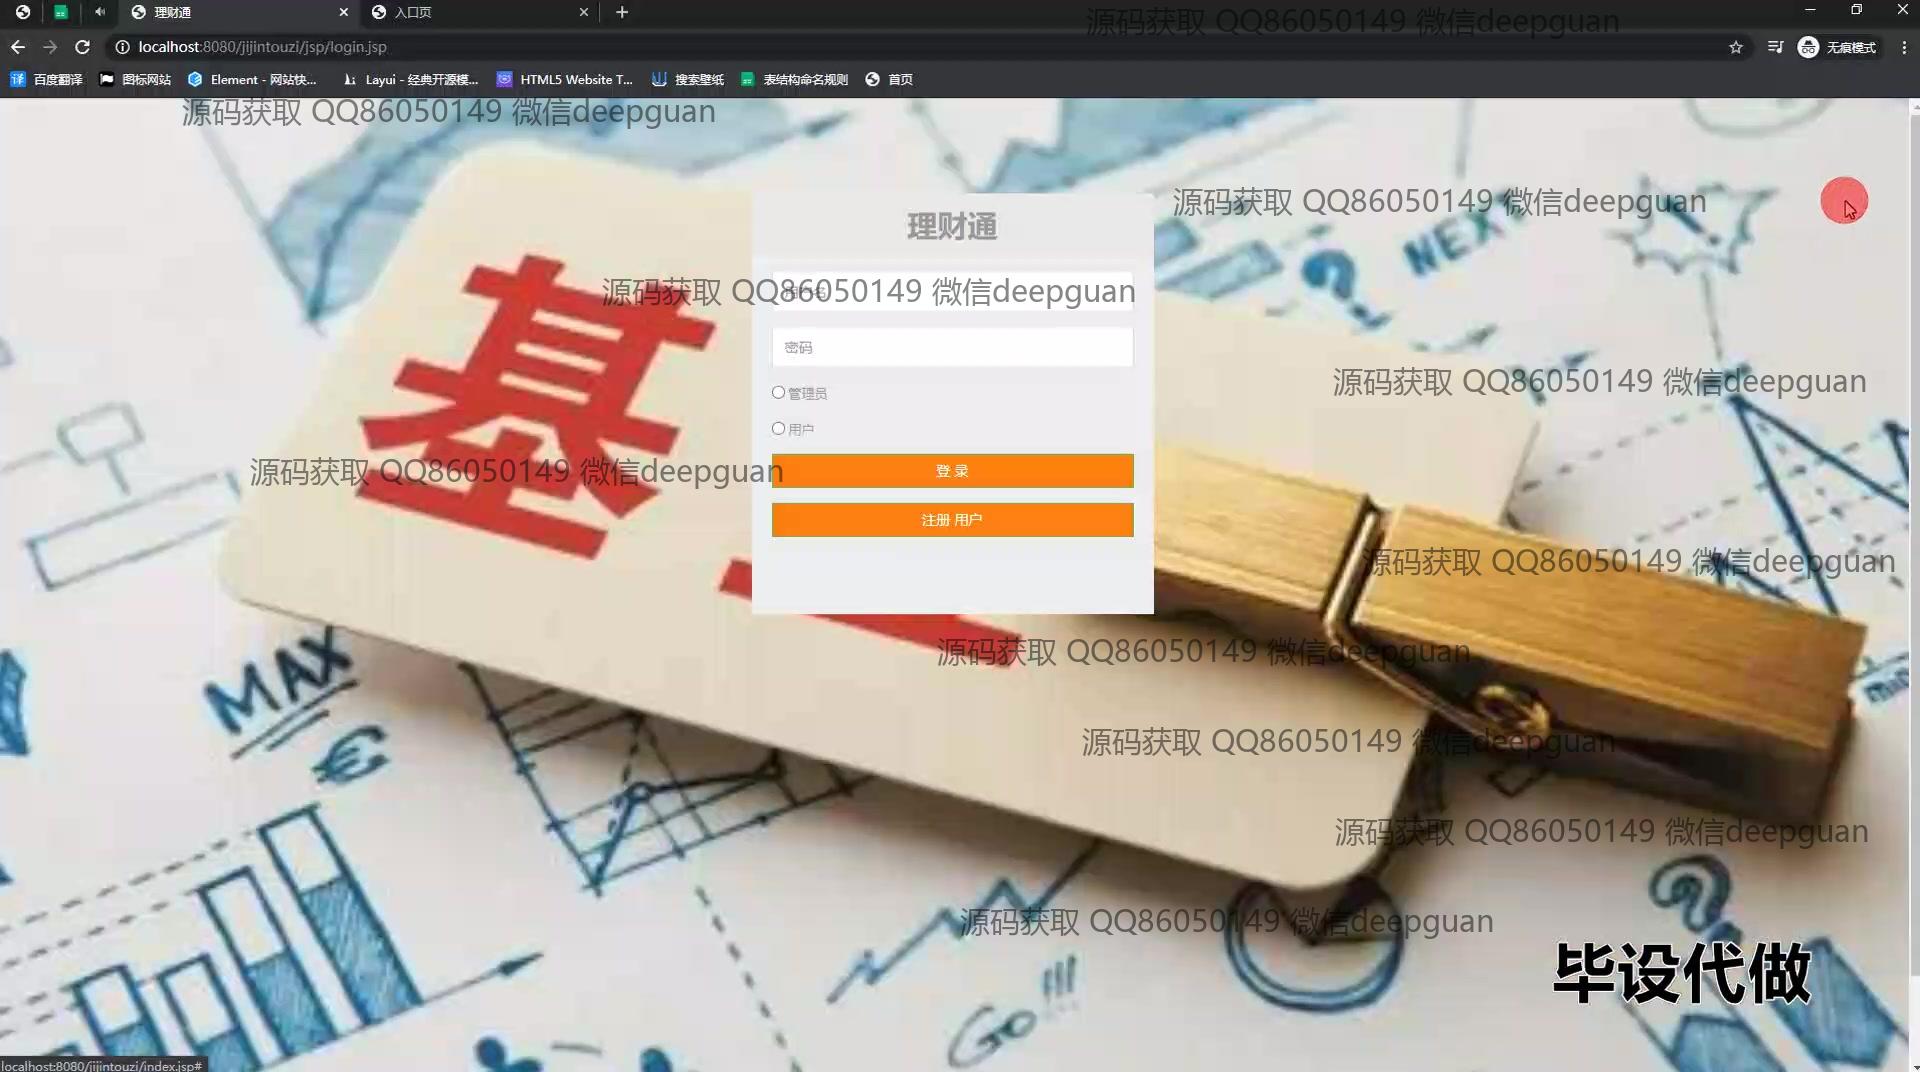 理财通
入口页
源码获取 QQ86050149 微信deepguan
localhost:8080/jijintouzi/jsp/login.jsp
无痕模式
百度翻译
图标网站
Element - 网站快...
Layui - 经典开源模...
HTML5 Website T...
搜索壁纸
表结构命名规则
首页
源码获取 QQ86050149 微信deepguan
源码获取 QQ86050149 微信deepguan
NEXT
理财通
基
源码获取 QQ86050149 微信deepguan
密码
源码获取 QQ86050149 微信deepguan
管理员
用户
源码获取 QQ86050149 微信deepguan
登 录
注册 用户
源码获取 QQ86050149 微信deepguan
源码获取 QQ86050149 微信deepguan
MAX
源码获取 QQ86050149 微信deepguan
源码获取 QQ86050149 微信deepguan
源码获取 QQ86050149 微信deepguan
毕设代做
Go!!!
localhost:8080/jijintouzi/index.jsp#